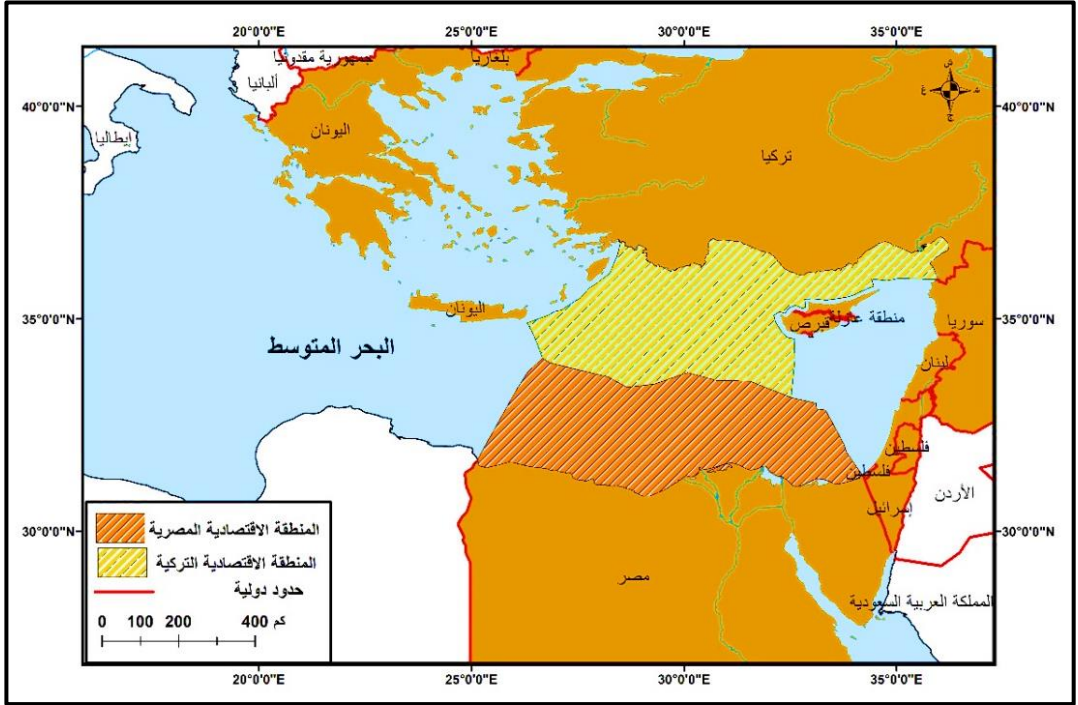 20°0'0"E 25°0'0"E 30°0'0"E 35°0'0"E
جمهورية مقدونيا
بلغاريا
ألبانيا
ش
غ
ج
40°0'0"N 40°0'0"N
إيطاليا
اليونان
تركيا
35°0'0"N 35°0'0"N
اليونان
قبرص
منطقة عازلة
سوريا
البحر المتوسط
لبنان
فلسطين
فلسطين
الأردن
إسرائيل
30°0'0"N 30°0'0"N
مصر
المملكة العربية السعودية
المنطقة الاقتصادية المصرية
المنطقة الاقتصادية التركية
حدود دولية
0 100 200 400 كم
20°0'0"E 25°0'0"E 30°0'0"E 35°0'0"E